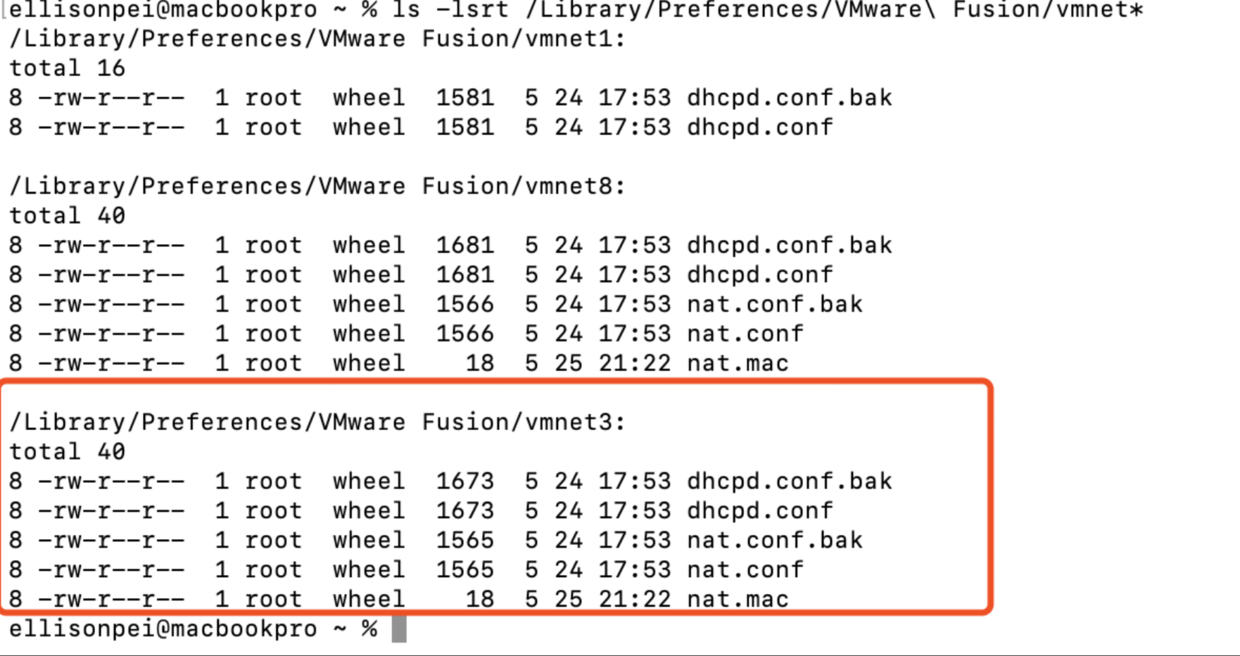 [ellisonpei@macbookpro ~ % ls -lsrt /Library/Preferences/VMware\ Fusion/vmnet*
/Library/Preferences/VMware Fusion/vmnet1:
total 16
8 -rw-r--r--  1 root  wheel  1581  5 24 17:53 dhcpd.conf.bak
8 -rw-r--r--  1 root  wheel  1581  5 24 17:53 dhcpd.conf
/Library/Preferences/VMware Fusion/vmnet8:
total 40
8 -rw-r--r--  1 root  wheel  1681  5 24 17:53 dhcpd.conf.bak
8 -rw-r--r--  1 root  wheel  1681  5 24 17:53 dhcpd.conf
8 -rw-r--r--  1 root  wheel  1566  5 24 17:53 nat.conf.bak
8 -rw-r--r--  1 root  wheel  1566  5 24 17:53 nat.conf
8 -rw-r--r--  1 root  wheel    18  5 25 21:22 nat.mac
/Library/Preferences/VMware Fusion/vmnet3:
total 40
8 -rw-r--r--  1 root  wheel  1673  5 24 17:53 dhcpd.conf.bak
8 -rw-r--r--  1 root  wheel  1673  5 24 17:53 dhcpd.conf
8 -rw-r--r--  1 root  wheel  1565  5 24 17:53 nat.conf.bak
8 -rw-r--r--  1 root  wheel  1565  5 24 17:53 nat.conf
8 -rw-r--r--  1 root  wheel    18  5 25 21:22 nat.mac
ellisonpei@macbookpro ~ %